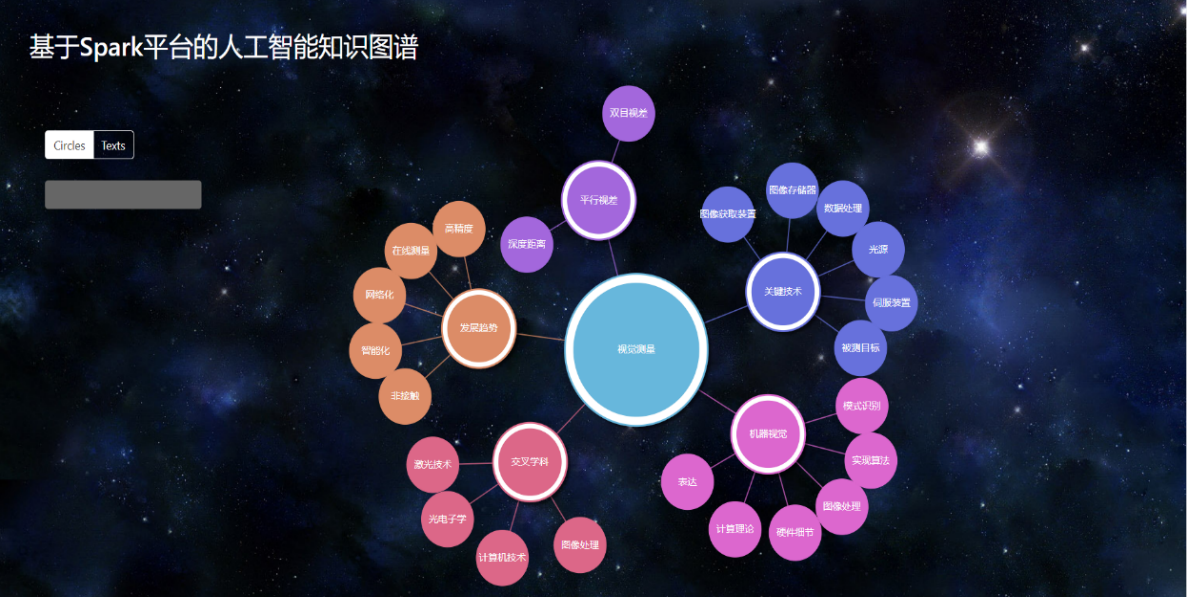 基于Spark平台的人工智能知识图谱
Circles
Texts
双目视差
平行视差
深度距离
图像获取装置
图像存储器
数据处理
光源
伺服装置
被测目标
关键技术
高精度
在线测量
网络化
智能化
非接触
发展趋势
视觉测量
模式识别
实现算法
图像处理
硬件细节
计算理论
表达
机器视觉
交叉学科
激光技术
光电子学
计算机技术
图像处理